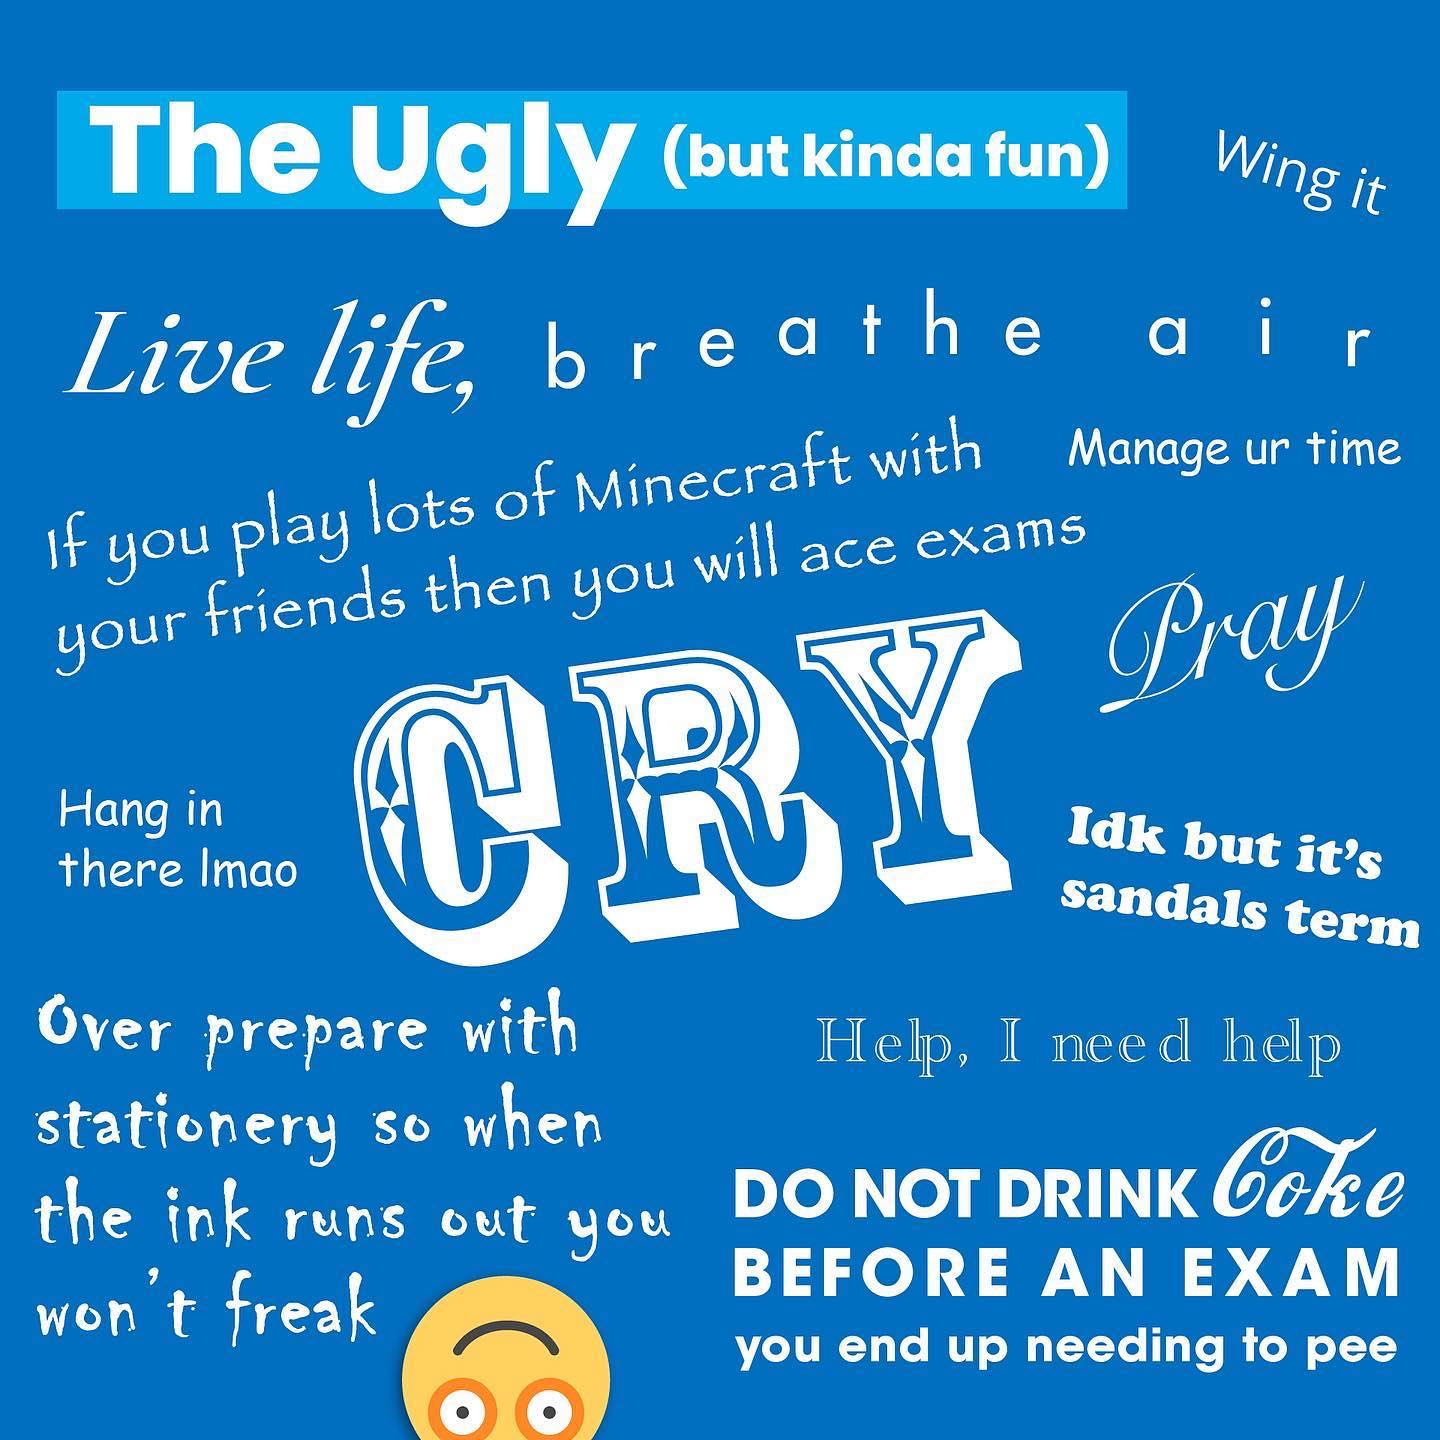 The Ugly (but kinda fun)
Wing it
Live life, breathe air
If you play lots of Minecraft with
your friends then you will ace exams
Manage ur time
Pray
CRY
Hang in
there lmao
Idk but it's
sandals term
Over prepare with
stationery so when
the ink runs out you
won't freak
Help, I need help
DO NOT DRINK Coke
BEFORE AN EXAM
you end up needing to pee